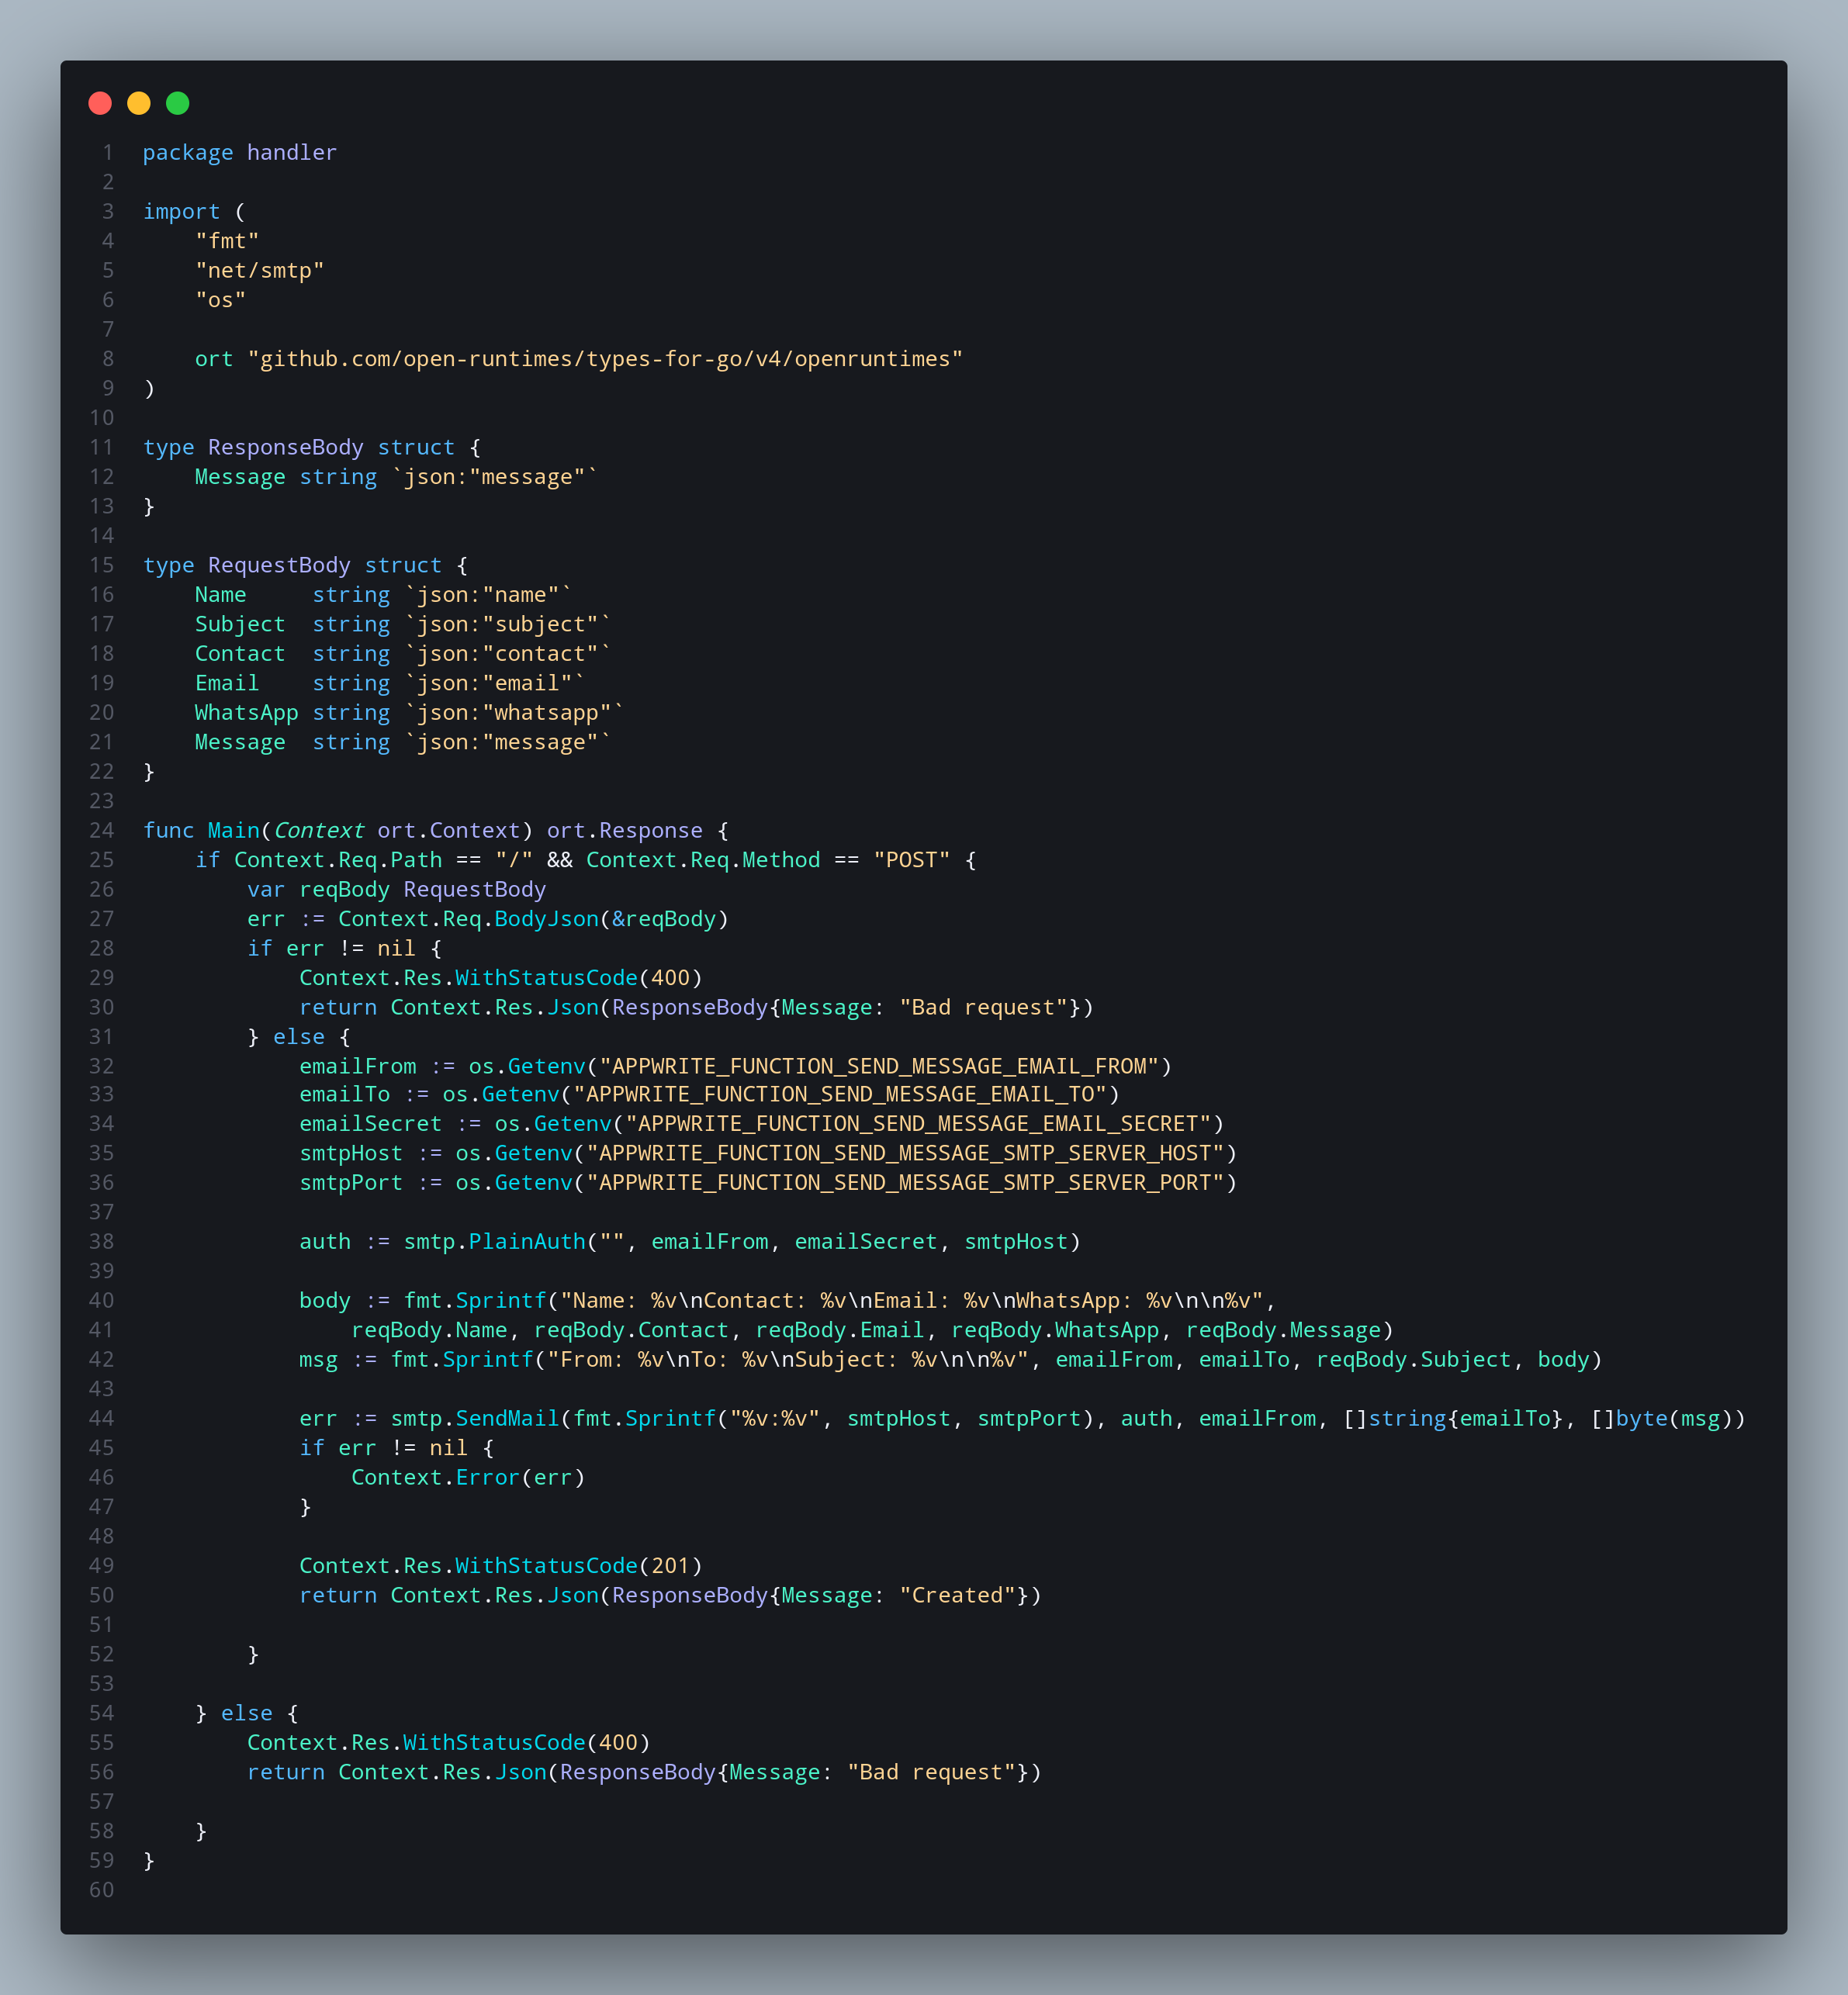 1 package handler
2
3 import (
4     "fmt"
5     "net/smtp"
6     "os"
7
8     ort "github.com/open-runtimes/types-for-go/v4/openruntimes"
9 )
10
11 type ResponseBody struct {
12     Message string `json:"message"`
13 }
14
15 type RequestBody struct {
16     Name     string `json:"name"`
17     Subject  string `json:"subject"`
18     Contact  string `json:"contact"`
19     Email    string `json:"email"`
20     WhatsApp string `json:"whatsapp"`
21     Message  string `json:"message"`
22 }
23
24 func Main(Context ort.Context) ort.Response {
25     if Context.Req.Path == "/" && Context.Req.Method == "POST" {
26         var reqBody RequestBody
27         err := Context.Req.BodyJson(&reqBody)
28         if err != nil {
29             Context.Res.WithStatusCode(400)
30             return Context.Res.Json(ResponseBody{Message: "Bad request"})
31         } else {
32             emailFrom := os.Getenv("APPWRITE_FUNCTION_SEND_MESSAGE_EMAIL_FROM")
33             emailTo := os.Getenv("APPWRITE_FUNCTION_SEND_MESSAGE_EMAIL_TO")
34             emailSecret := os.Getenv("APPWRITE_FUNCTION_SEND_MESSAGE_EMAIL_SECRET")
35             smtpHost := os.Getenv("APPWRITE_FUNCTION_SEND_MESSAGE_SMTP_SERVER_HOST")
36             smtpPort := os.Getenv("APPWRITE_FUNCTION_SEND_MESSAGE_SMTP_SERVER_PORT")
37
38             auth := smtp.PlainAuth("", emailFrom, emailSecret, smtpHost)
39
40             body := fmt.Sprintf("Name: %v\nContact: %v\nEmail: %v\nWhatsApp: %v\n\n%v",
41                 reqBody.Name, reqBody.Contact, reqBody.Email, reqBody.WhatsApp, reqBody.Message)
42             msg := fmt.Sprintf("From: %v\nTo: %v\nSubject: %v\n\n%v", emailFrom, emailTo, reqBody.Subject, body)
43
44             err := smtp.SendMail(fmt.Sprintf("%v:%v", smtpHost, smtpPort), auth, emailFrom, []string{emailTo}, []byte(msg))
45             if err != nil {
46                 Context.Error(err)
47             }
48
49             Context.Res.WithStatusCode(201)
50             return Context.Res.Json(ResponseBody{Message: "Created"})
51
52         }
53
54     } else {
55         Context.Res.WithStatusCode(400)
56         return Context.Res.Json(ResponseBody{Message: "Bad request"})
57
58     }
59 }
60